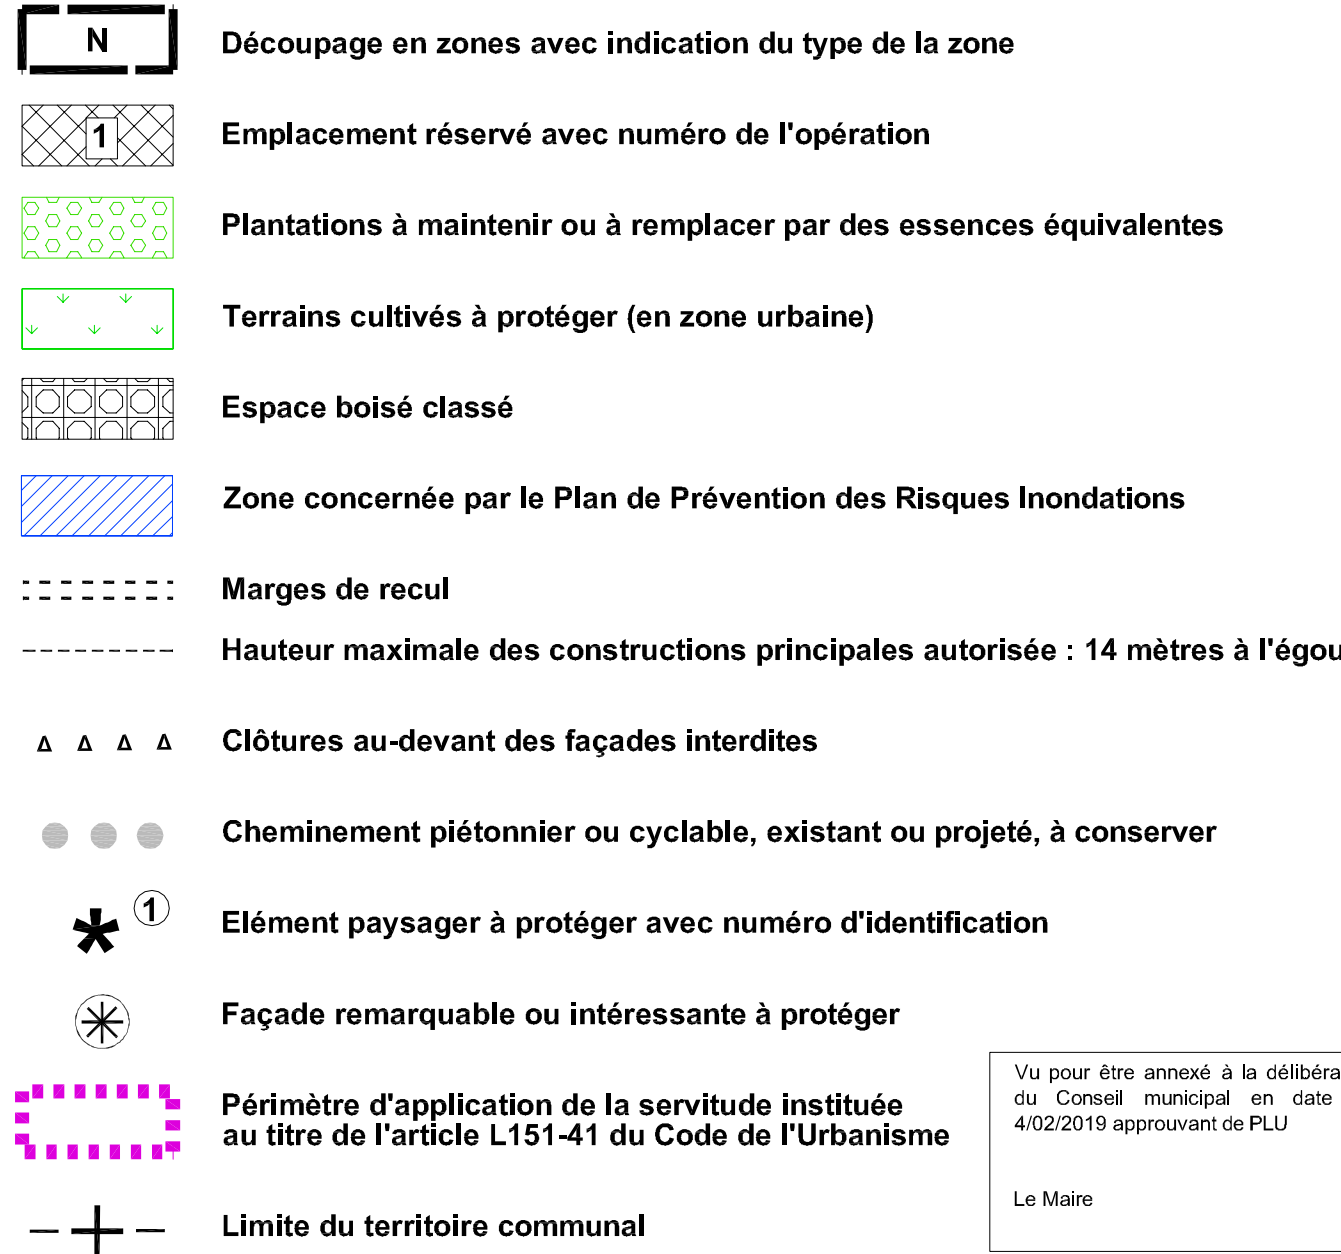 N
Découpage en zones avec indication du type de la zone
1
Emplacement réservé avec numéro de l'opération
Plantations à maintenir ou à remplacer par des essences équivalentes
Terrains cultivés à protéger (en zone urbaine)
Espace boisé classé
Zone concernée par le Plan de Prévention des Risques Inondations
Marges de recul
Hauteur maximale des constructions principales autorisée : 14 mètres à l'égou
Clôtures au-devant des façades interdites
Cheminement piétonnier ou cyclable, existant ou projeté, à conserver
1
Elément paysager à protéger avec numéro d'identification
Façade remarquable ou intéressante à protéger
Périmètre d'application de la servitude instituée
au titre de l'article L151-41 du Code de l'Urbanisme
Limite du territoire communal
Vu pour être annexé à la délibéra
du Conseil municipal en date
4/02/2019 approuvant de PLU
Le Maire